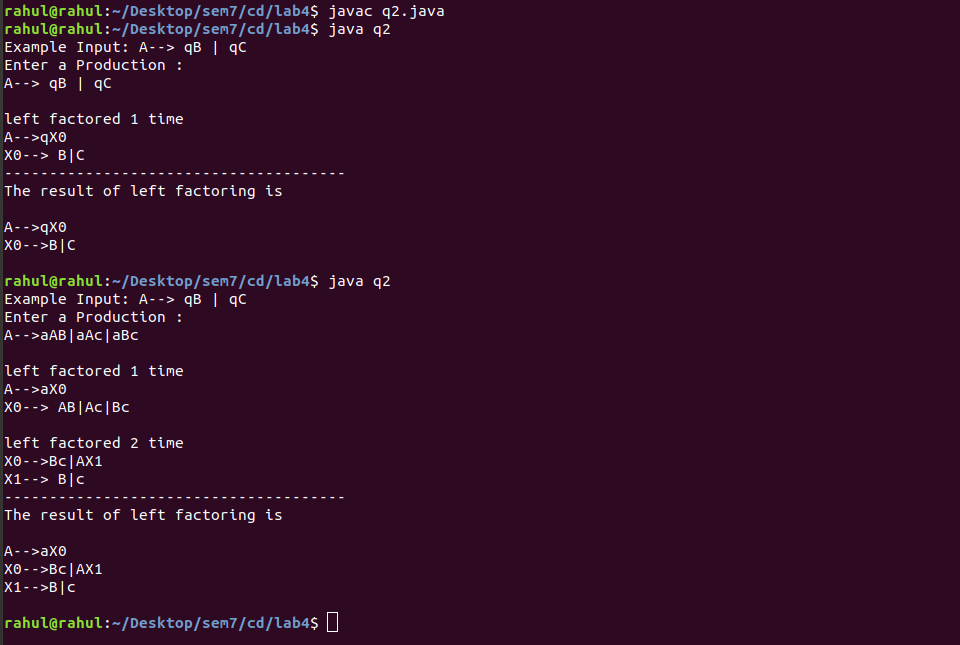 rahul@rahul:~/Desktop/sem7/cd/lab4$ javac q2.java
rahul@rahul:~/Desktop/sem7/cd/lab4$ java q2
Example Input: A--> qB | qC
Enter a Production :
A--> qB | qC
left factored 1 time
A-->qX0
X0--> B|C
--------------------------------------
The result of left factoring is
A-->qX0
X0-->B|C
rahul@rahul:~/Desktop/sem7/cd/lab4$ java q2
Example Input: A--> qB | qC
Enter a Production :
A-->aAB|aAc|aBc
left factored 1 time
A-->aX0
X0--> AB|Ac|Bc
left factored 2 time
X0-->Bc|AX1
X1--> B|c
--------------------------------------
The result of left factoring is
A-->aX0
X0-->Bc|AX1
X1-->B|c
rahul@rahul:~/Desktop/sem7/cd/lab4$